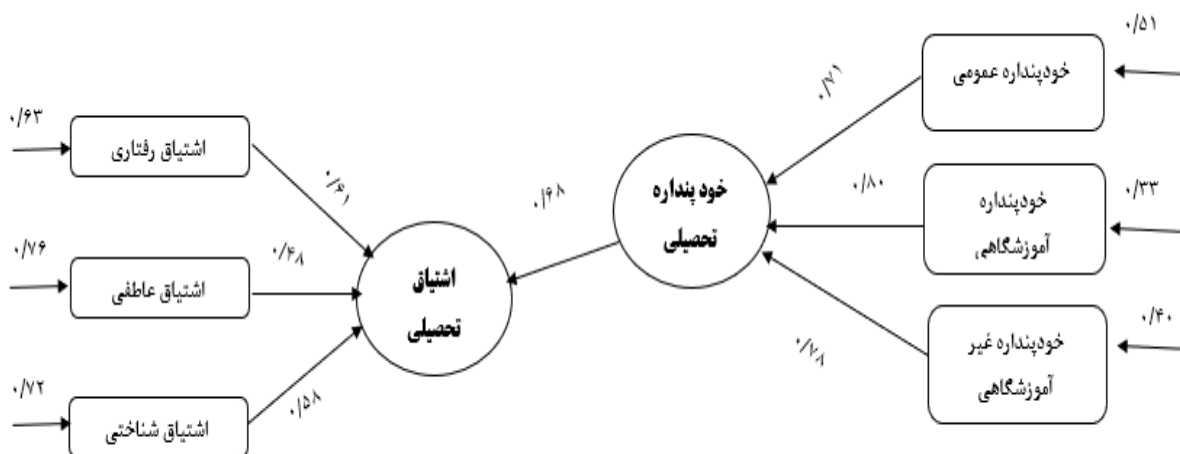 ۰/۵۱
خودپنداره عمومی
۰/۷۱
۰/۳۳
خودپنداره
آموزشگاهی
۰/۸۰
۰/۴۰
خودپنداره غیر
آموزشگاهی
۰/۷۸
خود پنداره
تحصیلی
۰/۶۸
اشتیاق
تحصیلی
۰/۶۳
اشتیاق رفتاری
۰/۶۱
۰/۷۶
اشتیاق عاطفی
۰/۴۸
۰/۷۲
اشتیاق شناختی
۰/۵۸